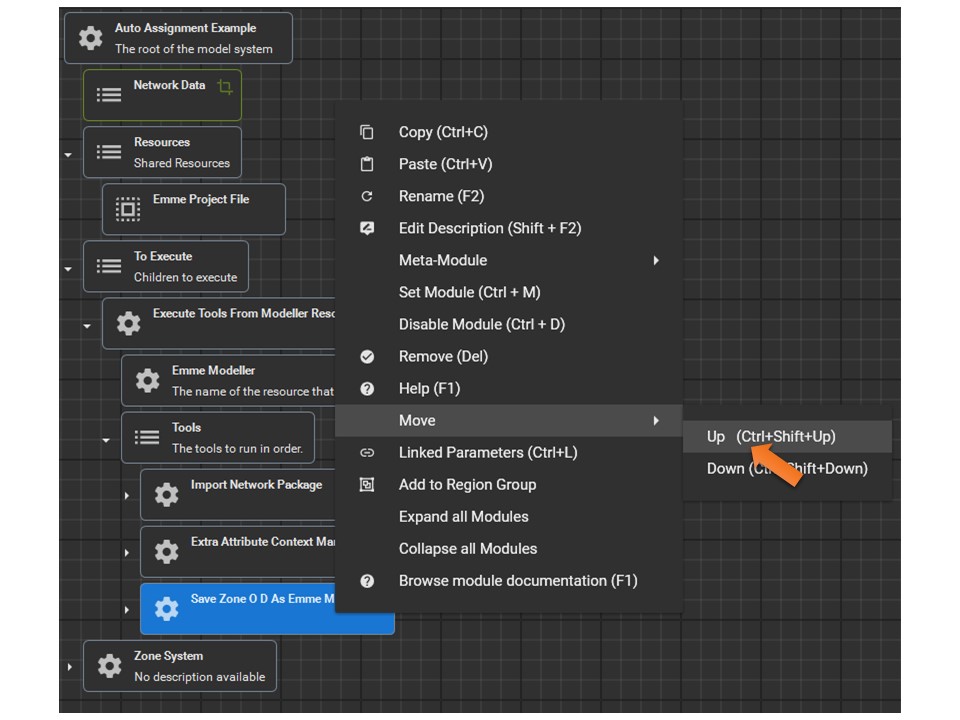 Auto Assignment Example
The root of the model system
Network Data
Resources
Shared Resources
Emme Project File
To Execute
Children to execute
Execute Tools From Modeller Reso
Emme Modeller
The name of the resource that
Tools
The tools to run in order.
Import Network Package
Extra Attribute Context Ma
Save Zone O D As Emme M
Zone System
No description available
Copy (Ctrl+C)
Paste (Ctrl+V)
Rename (F2)
Edit Description (Shift + F2)
Meta-Module
Set Module (Ctrl + M)
Disable Module (Ctrl + D)
Remove (Del)
Help (F1)
Move
Linked Parameters (Ctrl+L)
Add to Region Group
Expand all Modules
Collapse all Modules
Browse module documentation (F1)
Up (Ctrl+Shift+Up)
Down (Ctrl+Shift+Down)